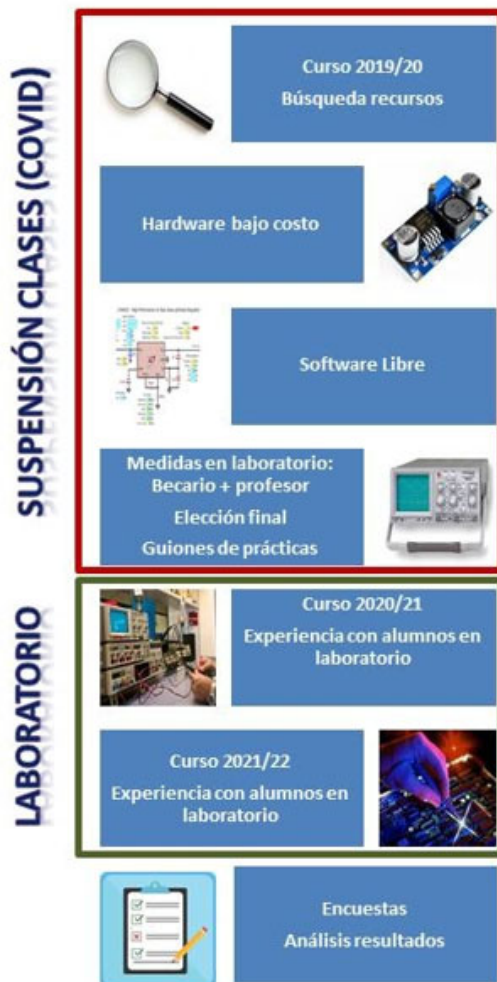 SUSPENSIÓN CLASES (COVID)
Curso 2019/20
Búsqueda recursos
Hardware bajo costo
Software Libre
Medidas en laboratorio:
Becario + profesor
Elección final
Guiones de prácticas
LABORATORIO
Curso 2020/21
Experiencia con alumnos en
laboratorio
Curso 2021/22
Experiencia con alumnos en
laboratorio
Encuestas
Análisis resultados